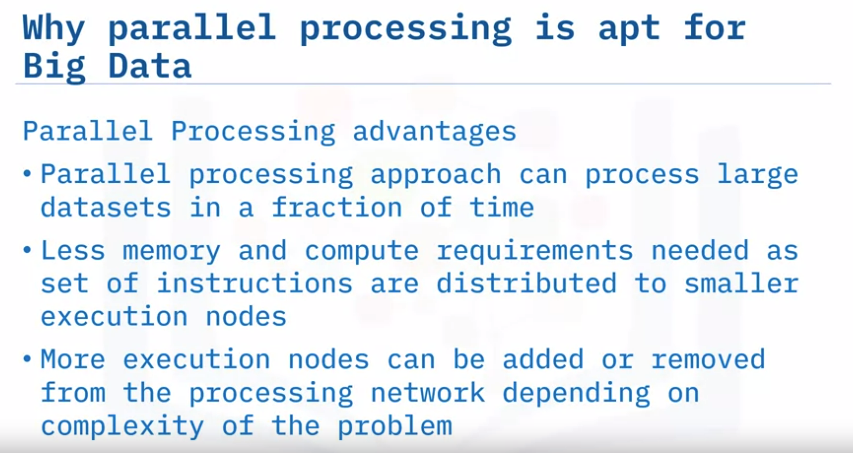 Why parallel processing is apt for
Big Data
Parallel Processing advantages
• Parallel processing approach can process large
datasets in a fraction of time
• Less memory and compute requirements needed as
set of instructions are distributed to smaller
execution nodes
• More execution nodes can be added or removed
from the processing network depending on
complexity of the problem